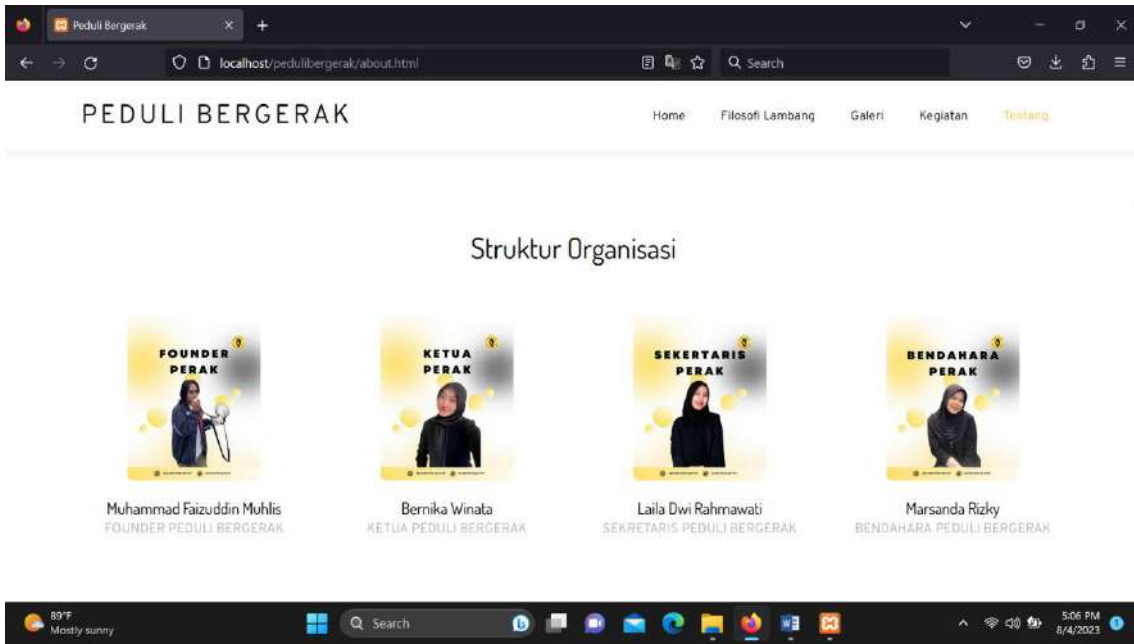 Peduli Bergerak
localhost/pedulibergerak/about.html
Search
PEDULI BERGERAK
Home Filosofi Lambang Galeri Kegiatan Tentang
Struktur Organisasi
FOUNDER PERAK
KETUA PERAK
SEKERTARIS PERAK
BENDAHARA PERAK
Muhammad Faizuddin Muhlis
FOUNDER PEDULI BERGERAK
Bernika Winata
KETUA PEDULI BERGERAK
Laila Dwi Rahmawati
SEKRETARIS PEDULI BERGERAK
Marsanda Rizky
BENDAHARA PEDULI BERGERAK
89°F
Mostly sunny
Search
5:06 PM
8/4/2023